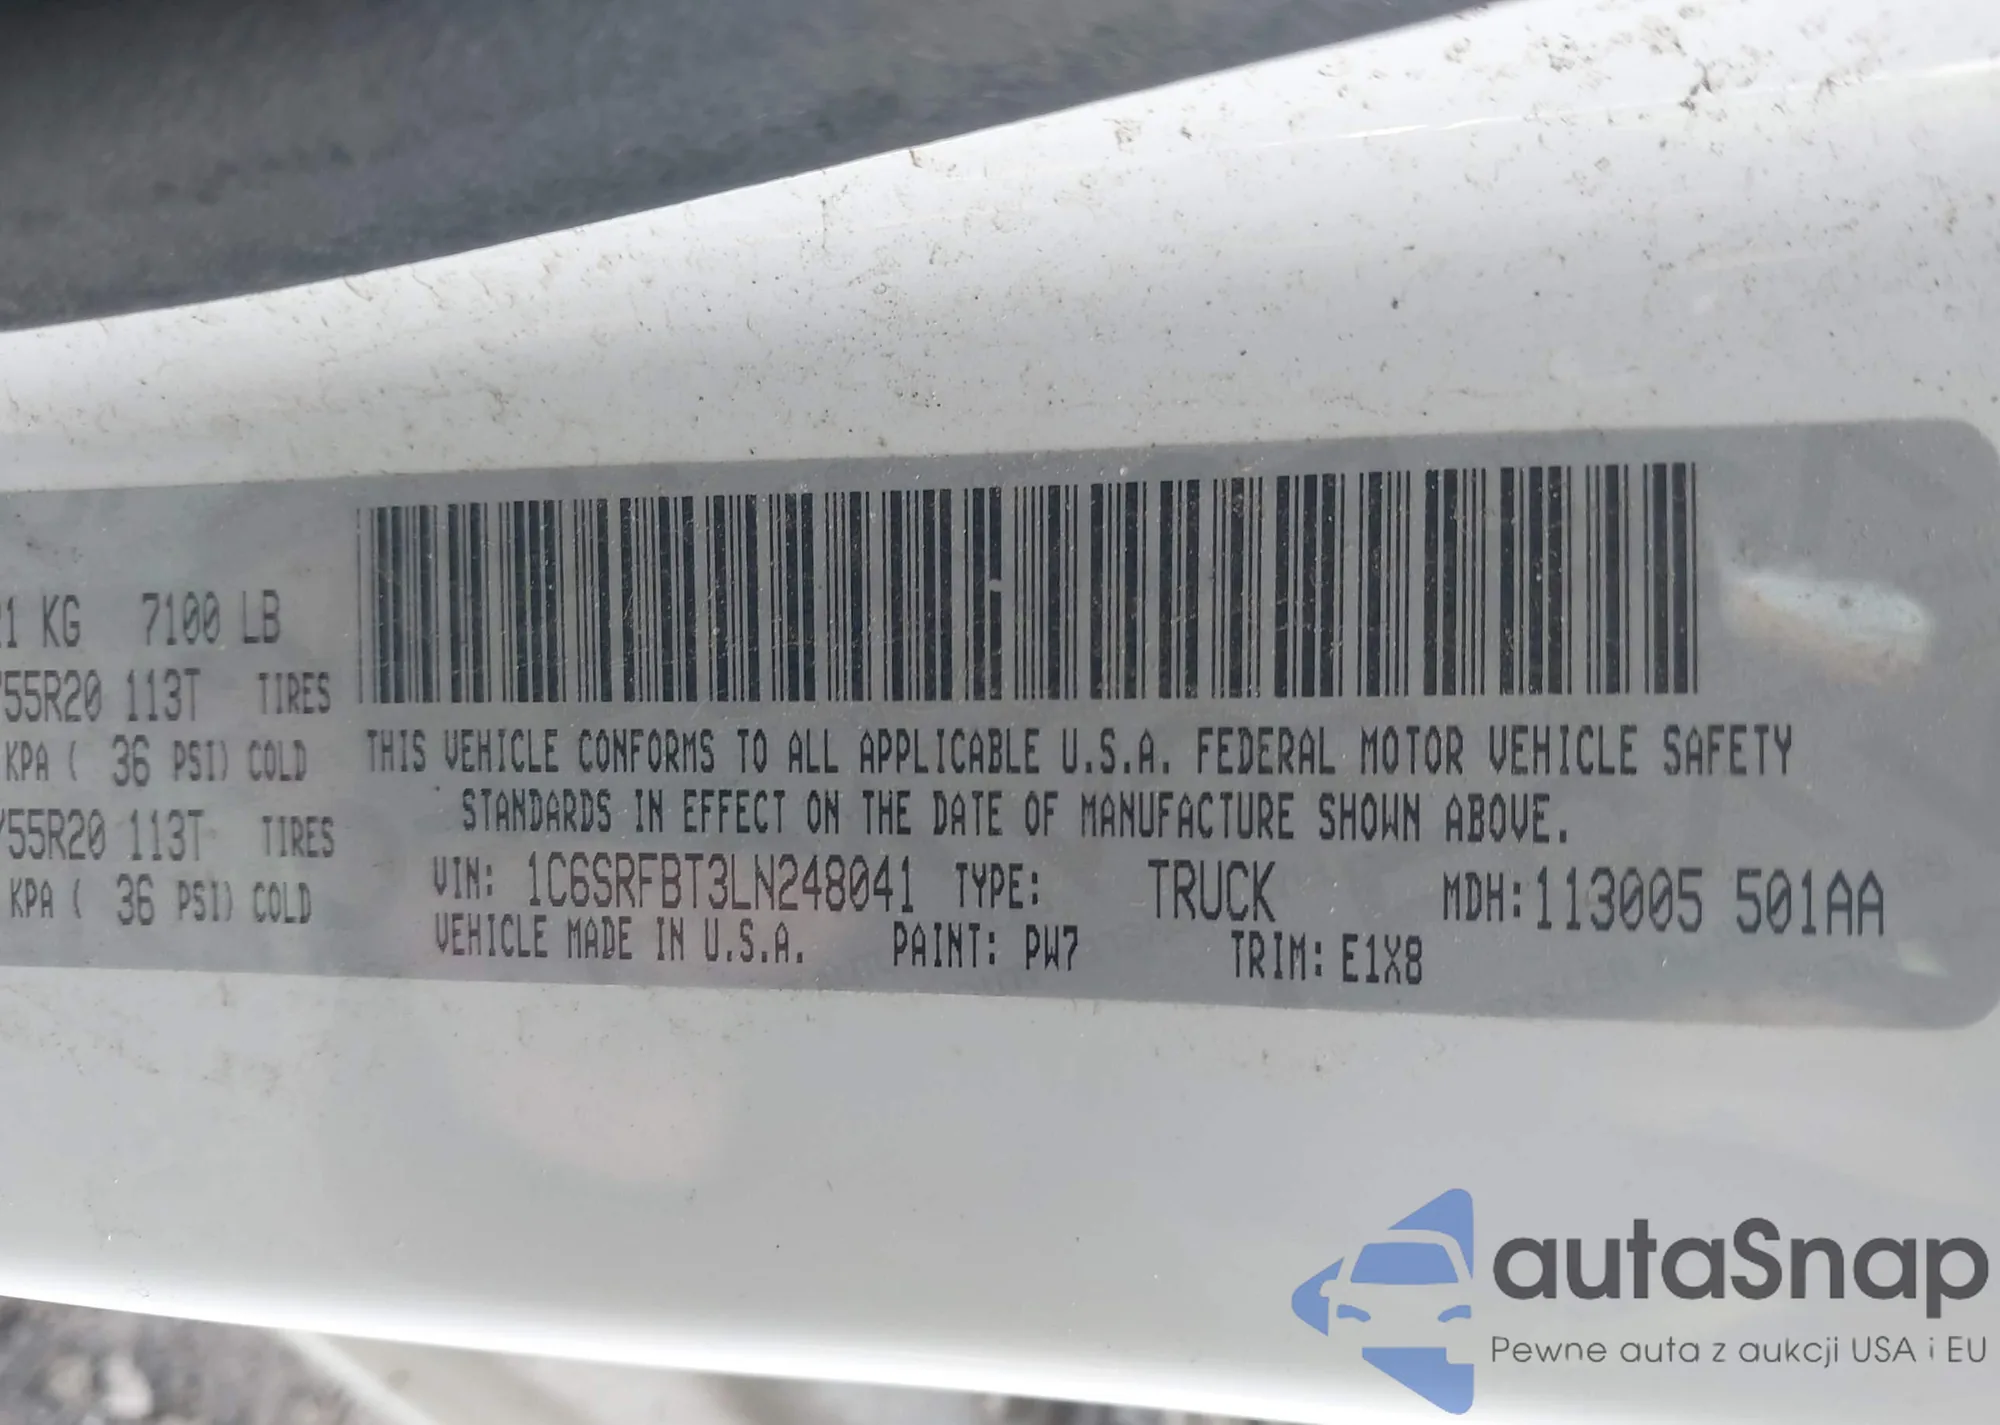 21 KG 7100 LB
/55R20 113T TIRES
KPA ( 36 PSI) COLD
/55R20 113T TIRES
KPA ( 36 PSI) COLD
THIS VEHICLE CONFORMS TO ALL APPLICABLE U.S.A. FEDERAL MOTOR VEHICLE SAFETY
STANDARDS IN EFFECT ON THE DATE OF MANUFACTURE SHOWN ABOVE.
VIN: 1C6SRFBT3LN248041 TYPE: TRUCK MDH:113005 501AA
VEHICLE MADE IN U.S.A. PAINT: PW7 TRIM: E1X8
autaSnap
Pewne auta z aukcji USA i EU